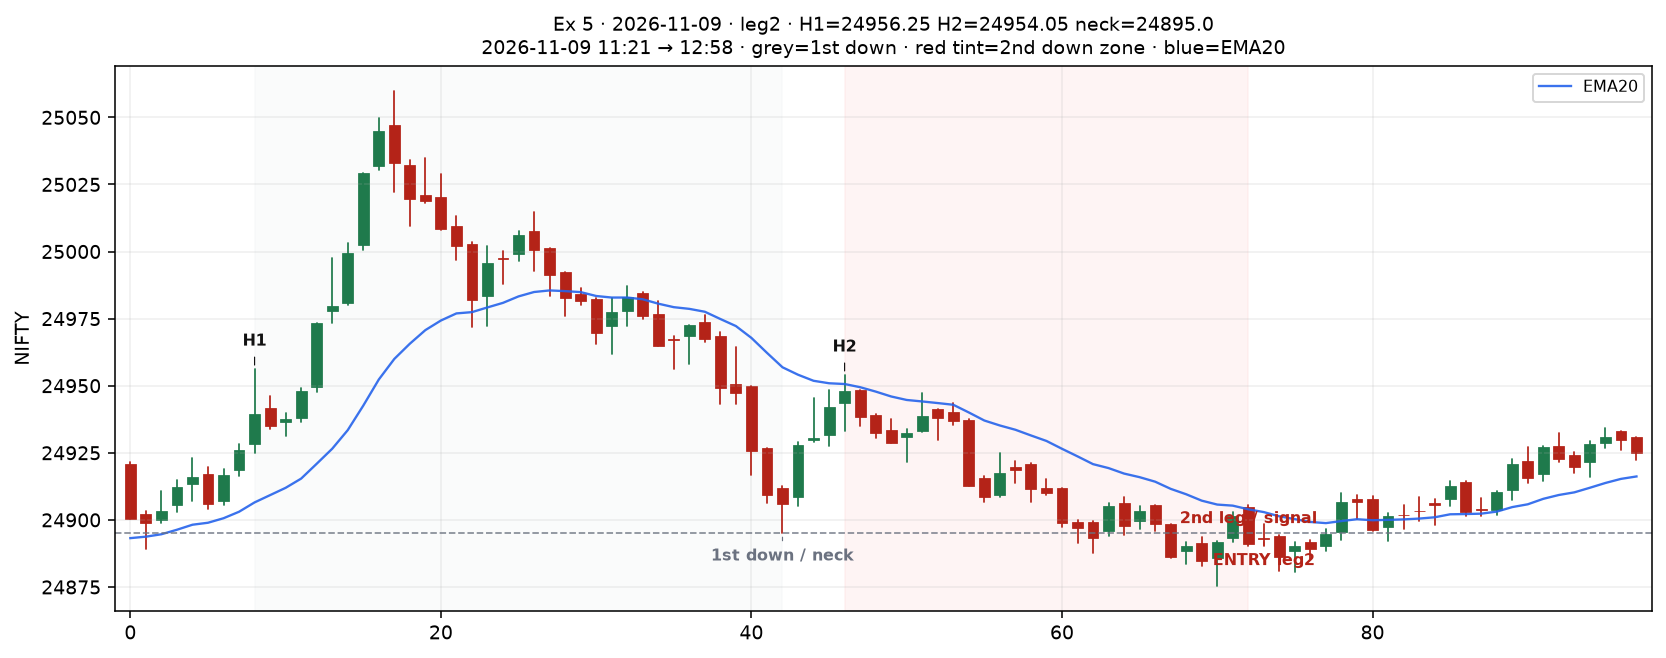 Ex 5 · 2026-11-09 · leg2 · H1=24956.25 H2=24954.05 neck=24895.0
2026-11-09 11:21 → 12:58 · grey=1st down · red tint=2nd down zone · blue=EMA20
EMA20
25050
25025
25000
24975
24950
24925
24900
24875
NIFTY
H1
H2
2nd leg / signal
1st down / neck
ENTRY leg2
0
20
40
60
80